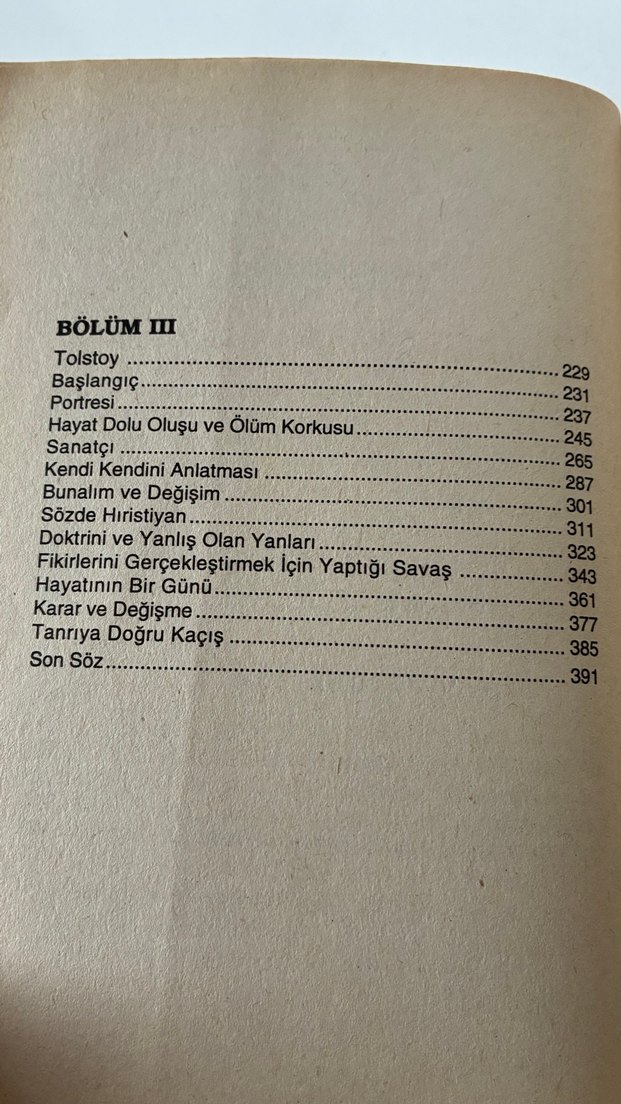 BÖLÜM III
Tolstoy ........................................................ 229
Başlangıç........................................................ 231
Portresi........................................................ 237
Hayat Dolu Oluşu ve Ölüm Korkusu........................................ 245
Sanatçı ........................................................ 265
Kendi Kendini Anlatması ........................................ 287
Bunalım ve Değişim ........................................ 301
Sözde Hıristiyan........................................ 311
Doktrini ve Yanlış Olan Yanları........................................ 323
Fikirlerini Gerçekleştirmek İçin Yaptığı Savaş .................... 343
Hayatının Bir Günü........................................ 361
Karar ve Değişme ........................................ 377
Tanrıya Doğru Kaçış ........................................ 385
Son Söz........................................................ 391